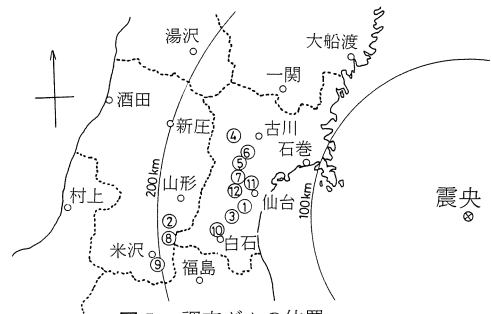 湯沢
大船渡
一関
酒田
新圧
古川
④
⑥
石巻
⑤
200km
⑦
山形
⑫
⑪
仙台
100km
震央
村上
①
②
③
⑧
⑩
白石
米沢
⑨
福島